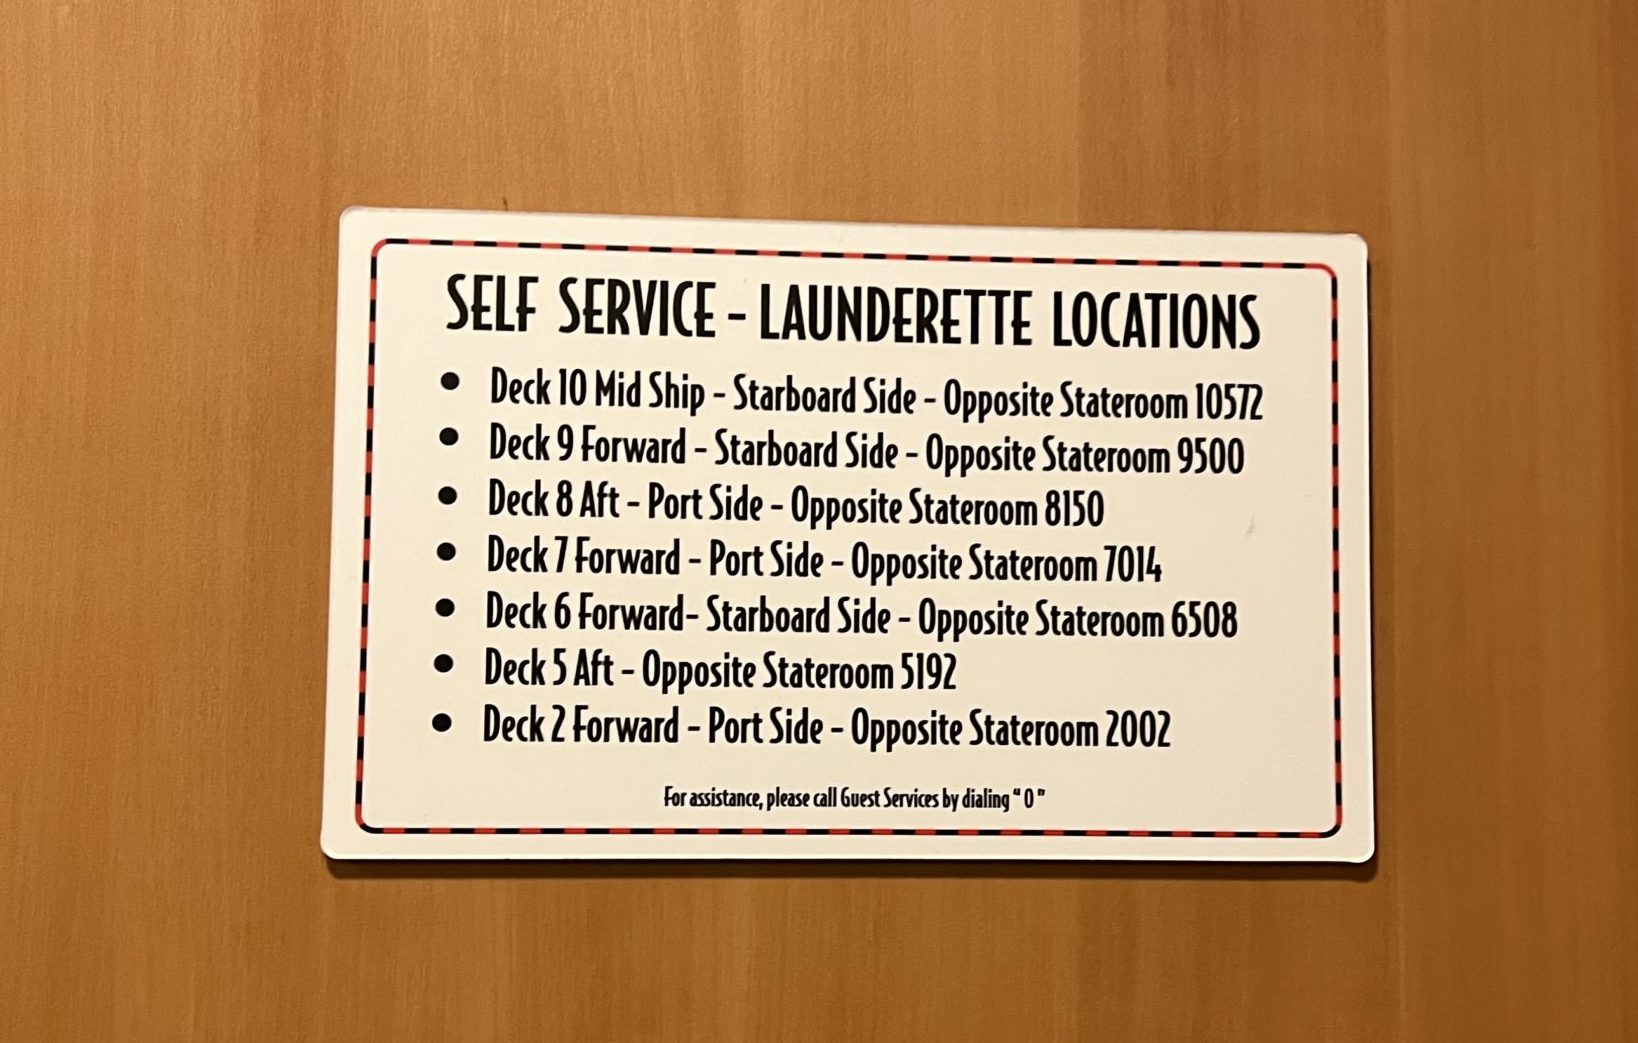 SELF SERVICE - LAUNDERETTE LOCATIONS
• Deck 10 Mid Ship - Starboard Side - Opposite Stateroom 10572
• Deck 9 Forward - Starboard Side - Opposite Stateroom 9500
• Deck 8 Aft - Port Side - Opposite Stateroom 8150
• Deck 7 Forward - Port Side - Opposite Stateroom 7014
• Deck 6 Forward- Starboard Side - Opposite Stateroom 6508
• Deck 5 Aft - Opposite Stateroom 5192
• Deck 2 Forward - Port Side - Opposite Stateroom 2002
For assistance, please call Guest Services by dialing “ 0 ”